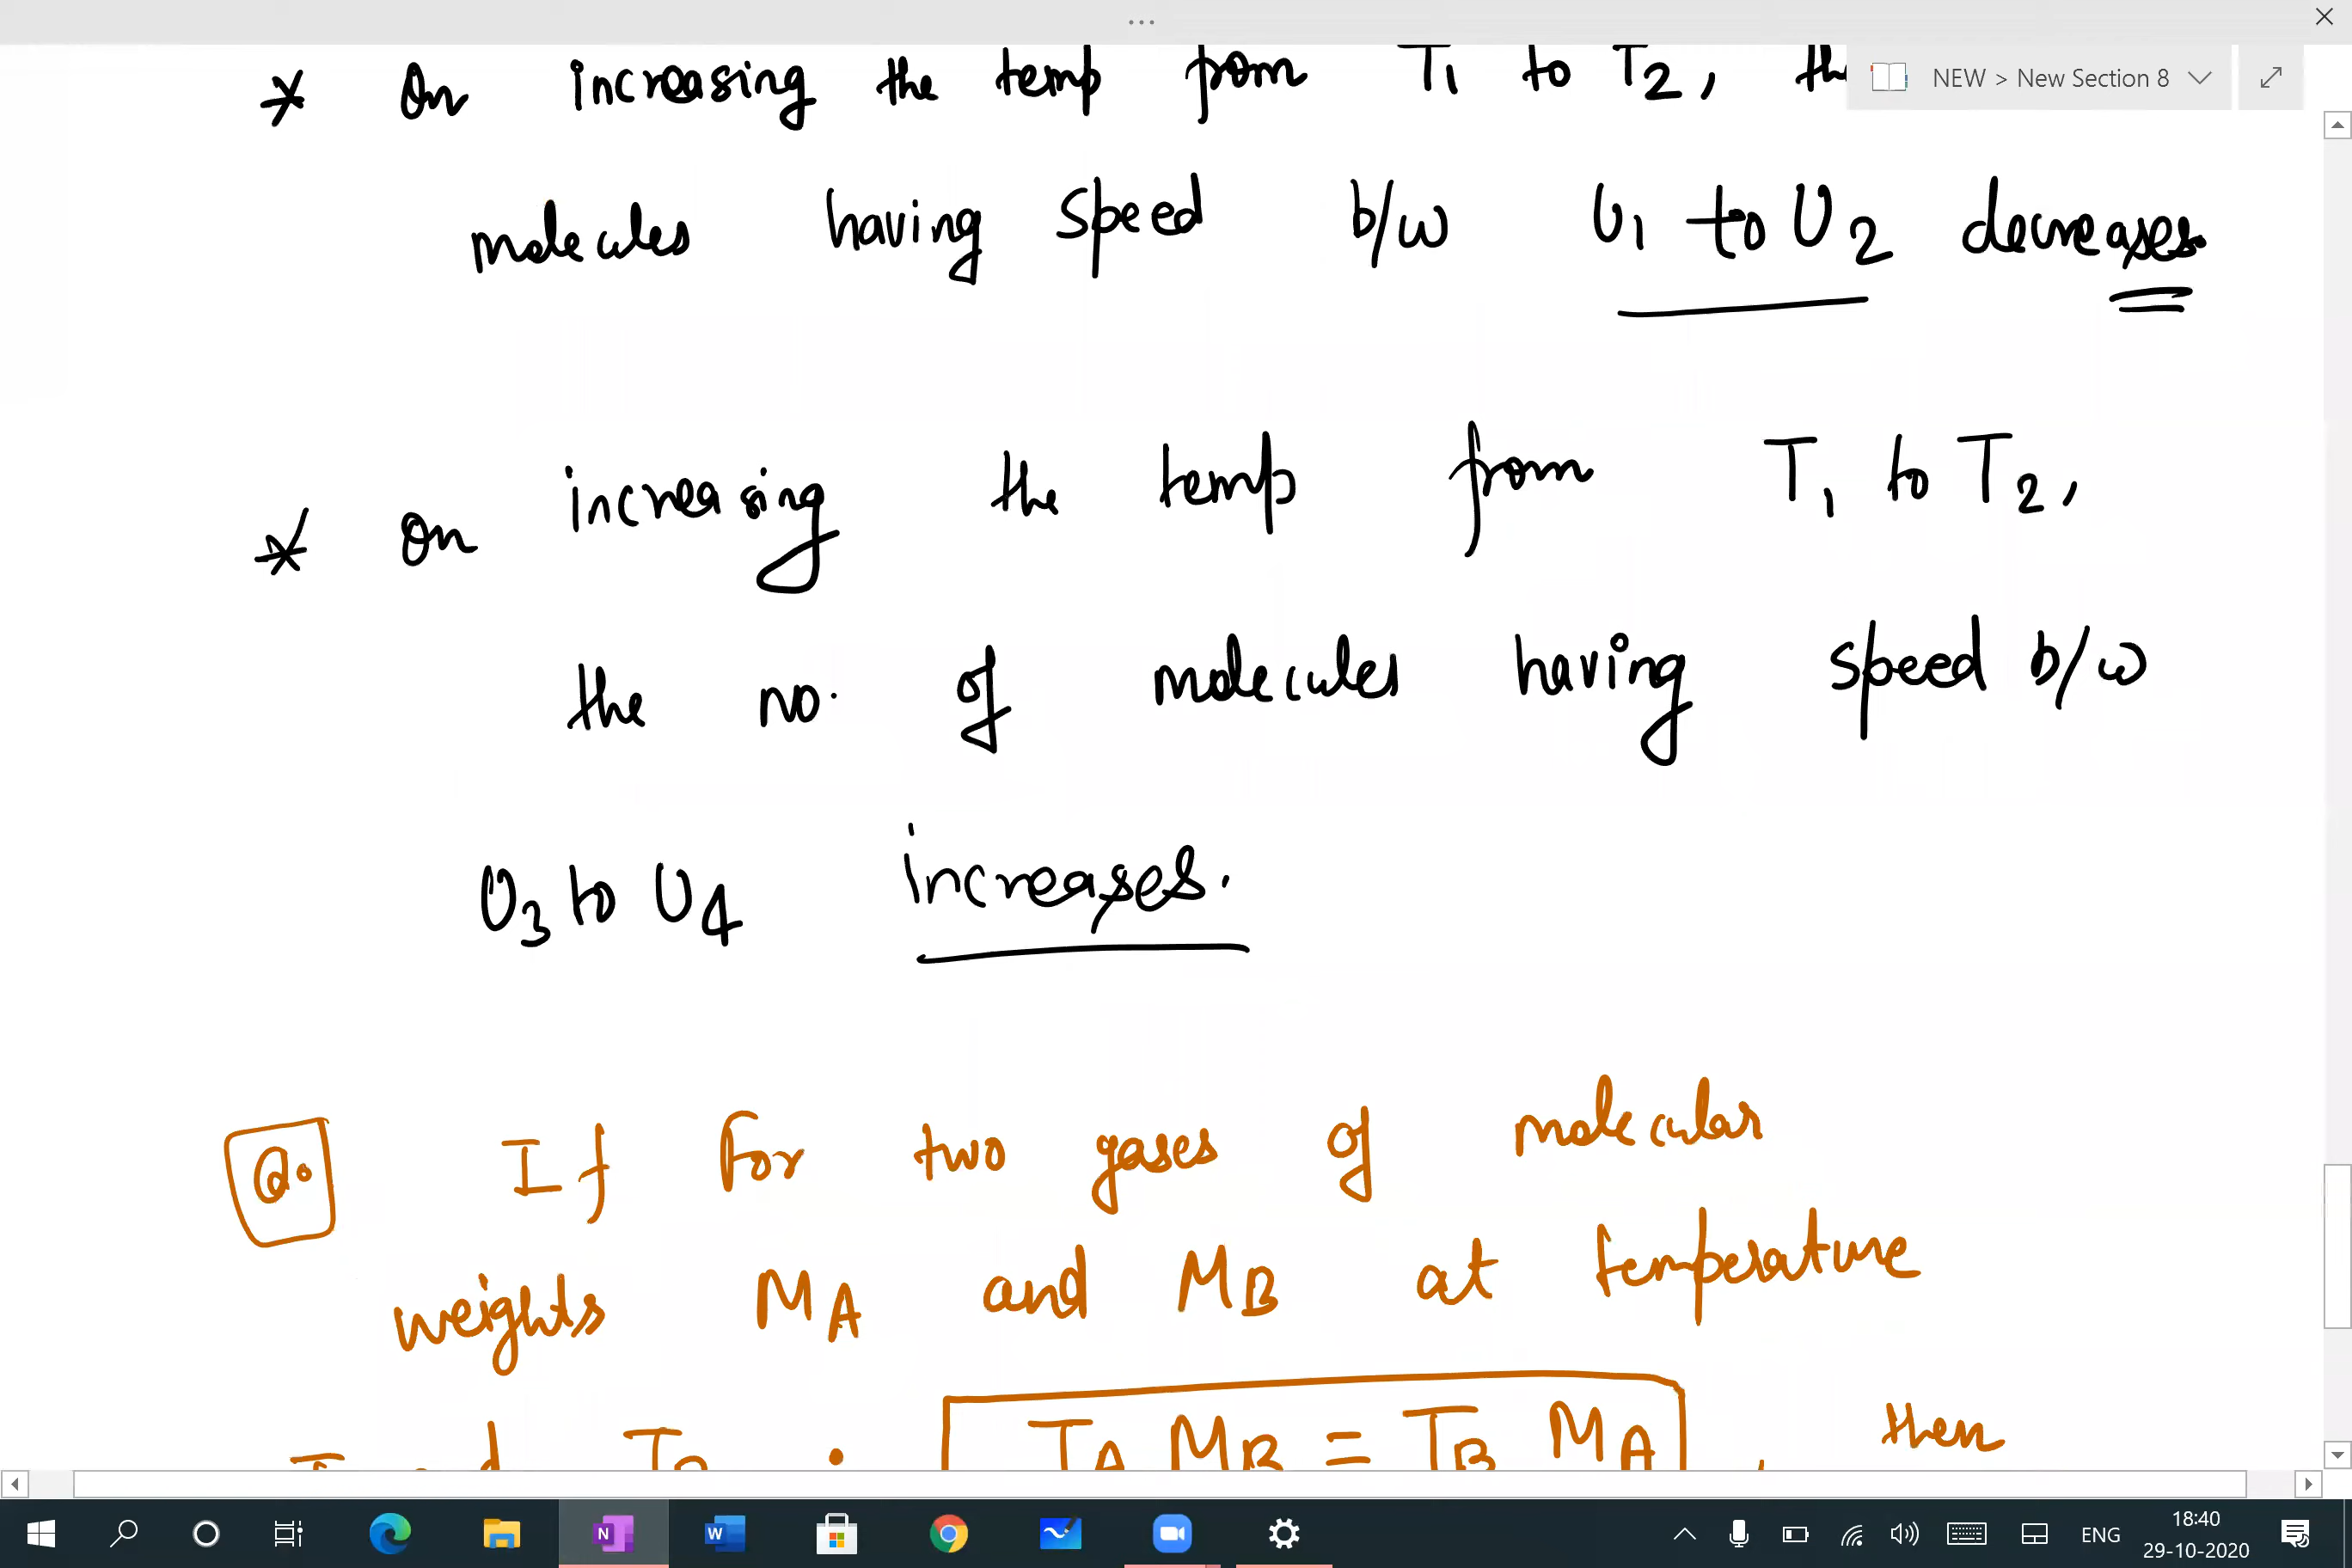 * On increasing the temp from T1 to T2, th
NEW > New Section 8
molecules having speed b/w U1 to U2 decreases
* On increasing the temp from T1 to T2,
the no. of molecules having speed b/w
U3 to U4 increases.
Q. If for two gases of molecular
weights MA and MB at temperature
TA MB = TB MA, then
ENG
18:40
29-10-2020